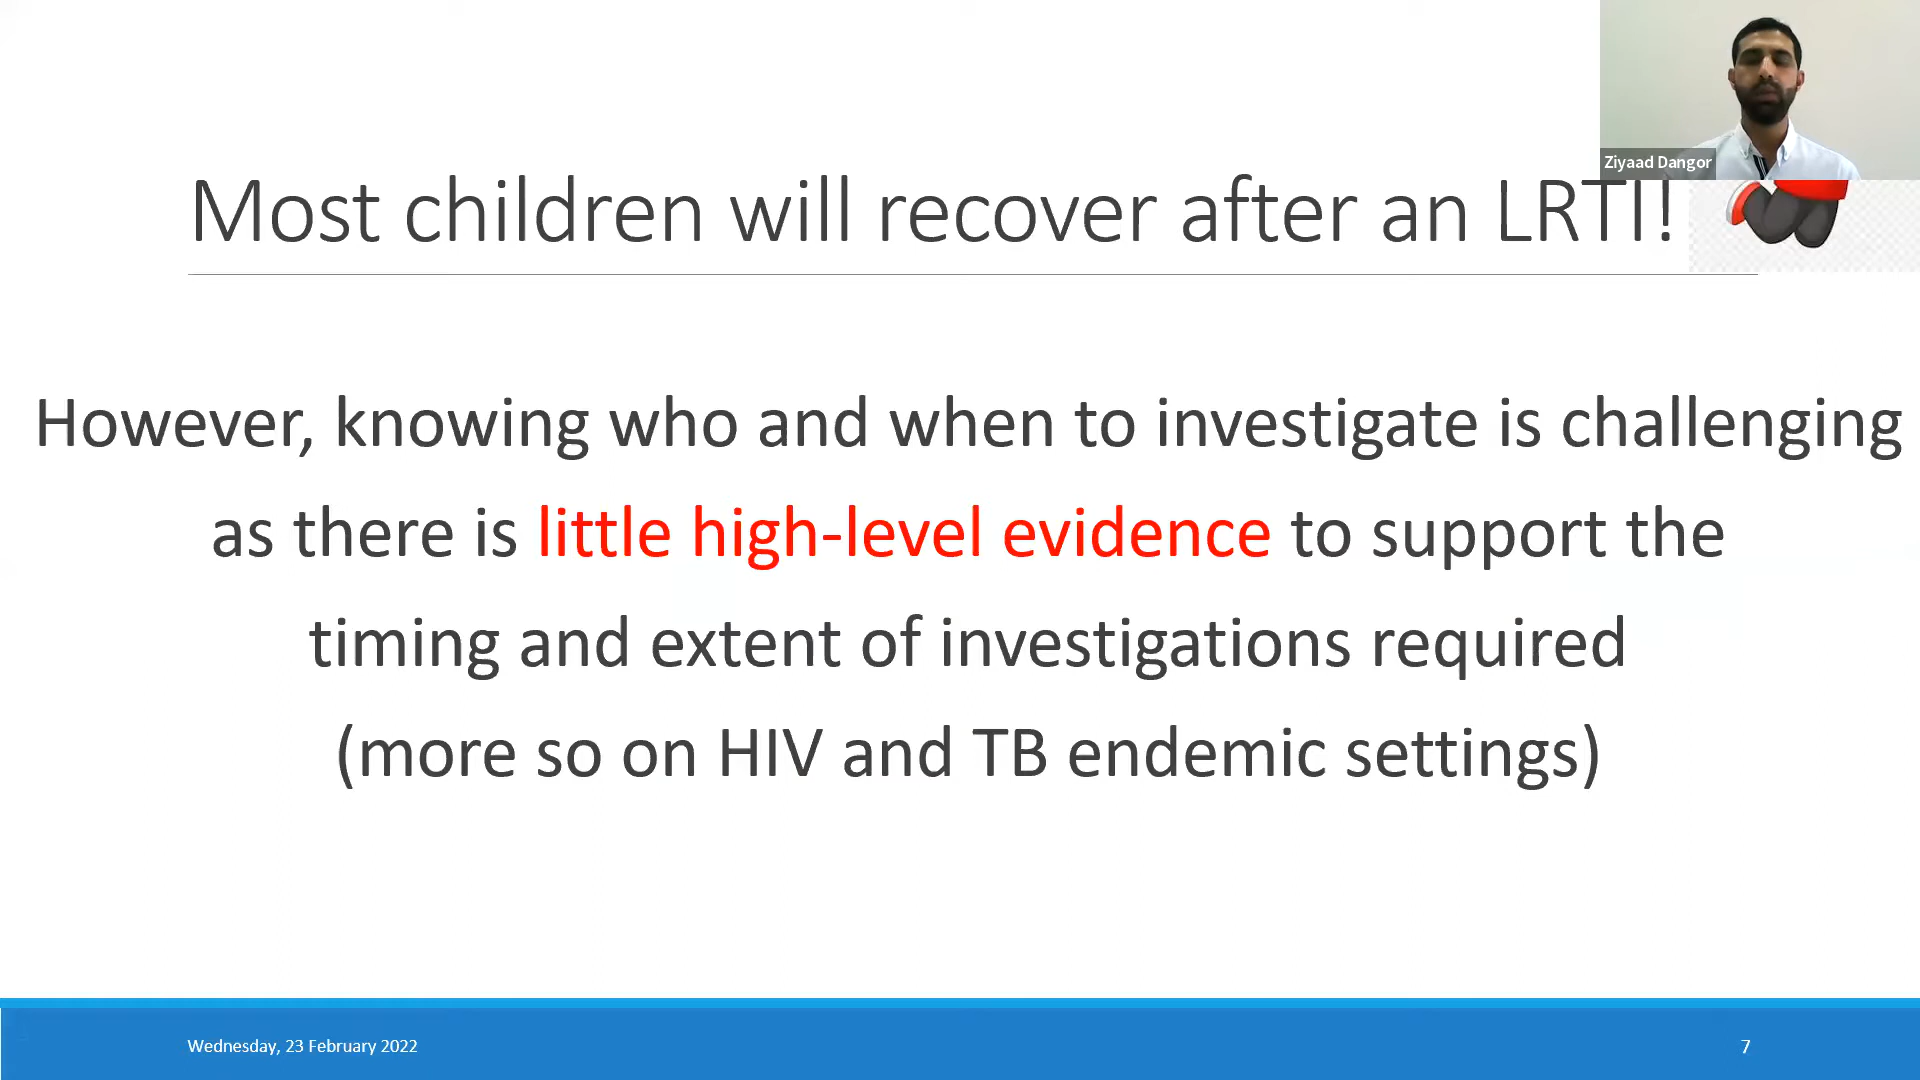 Ziyaad Dangor
Most children will recover after an LRTI!
However, knowing who and when to investigate is challenging
as there is little high-level evidence to support the
timing and extent of investigations required
(more so on HIV and TB endemic settings)
Wednesday, 23 February 2022
7